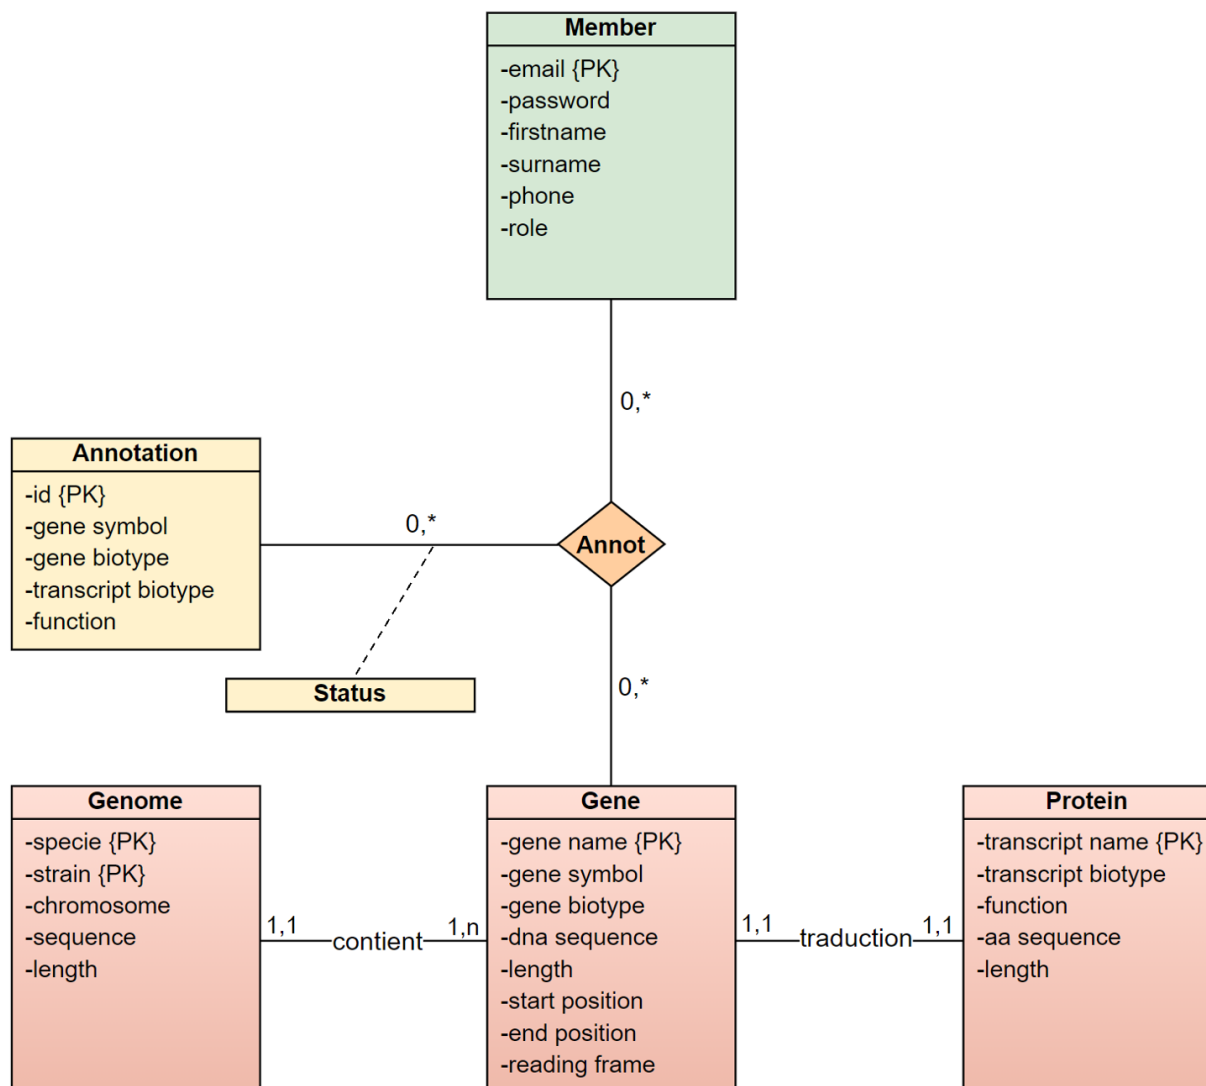 Member
-email {PK}
-password
-firstname
-surname
-phone
-role
0,*
Annotation
-id {PK}
-gene symbol
-gene biotype
-transcript biotype
-function
0,*
Annot
Status
0,*
Genome
-specie {PK}
-strain {PK}
-chromosome
-sequence
-length
1,1
contient
1,n
Gene
-gene name {PK}
-gene symbol
-gene biotype
-dna sequence
-length
-start position
-end position
-reading frame
1,1
traduction
1,1
Protein
-transcript name {PK}
-transcript biotype
-function
-aa sequence
-length